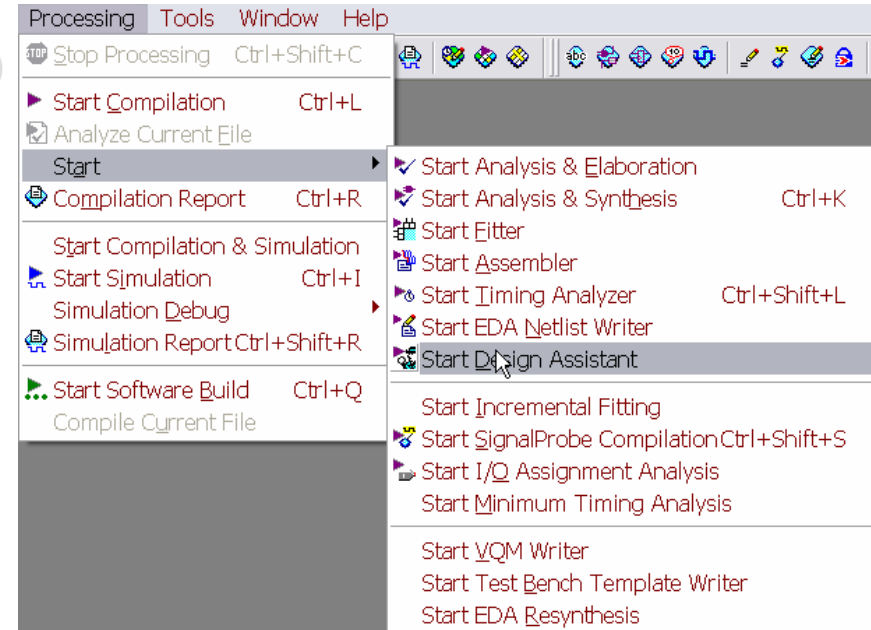 Processing Tools Window Help
STOP Stop Processing Ctrl+Shift+C
abc
Start Compilation Ctrl+L
Analyze Current File
Start
Compilation Report Ctrl+R
Start Compilation & Simulation
Start Simulation Ctrl+I
Simulation Debug
Simulation Report Ctrl+Shift+R
Start Software Build Ctrl+Q
Compile Current File
Start Analysis & Elaboration
Start Analysis & Synthesis Ctrl+K
Start Fitter
Start Assembler
Start Timing Analyzer Ctrl+Shift+L
Start EDA Netlist Writer
Start Design Assistant
Start Incremental Fitting
Start SignalProbe Compilation Ctrl+Shift+S
Start I/O Assignment Analysis
Start Minimum Timing Analysis
Start VQM Writer
Start Test Bench Template Writer
Start EDA Resynthesis